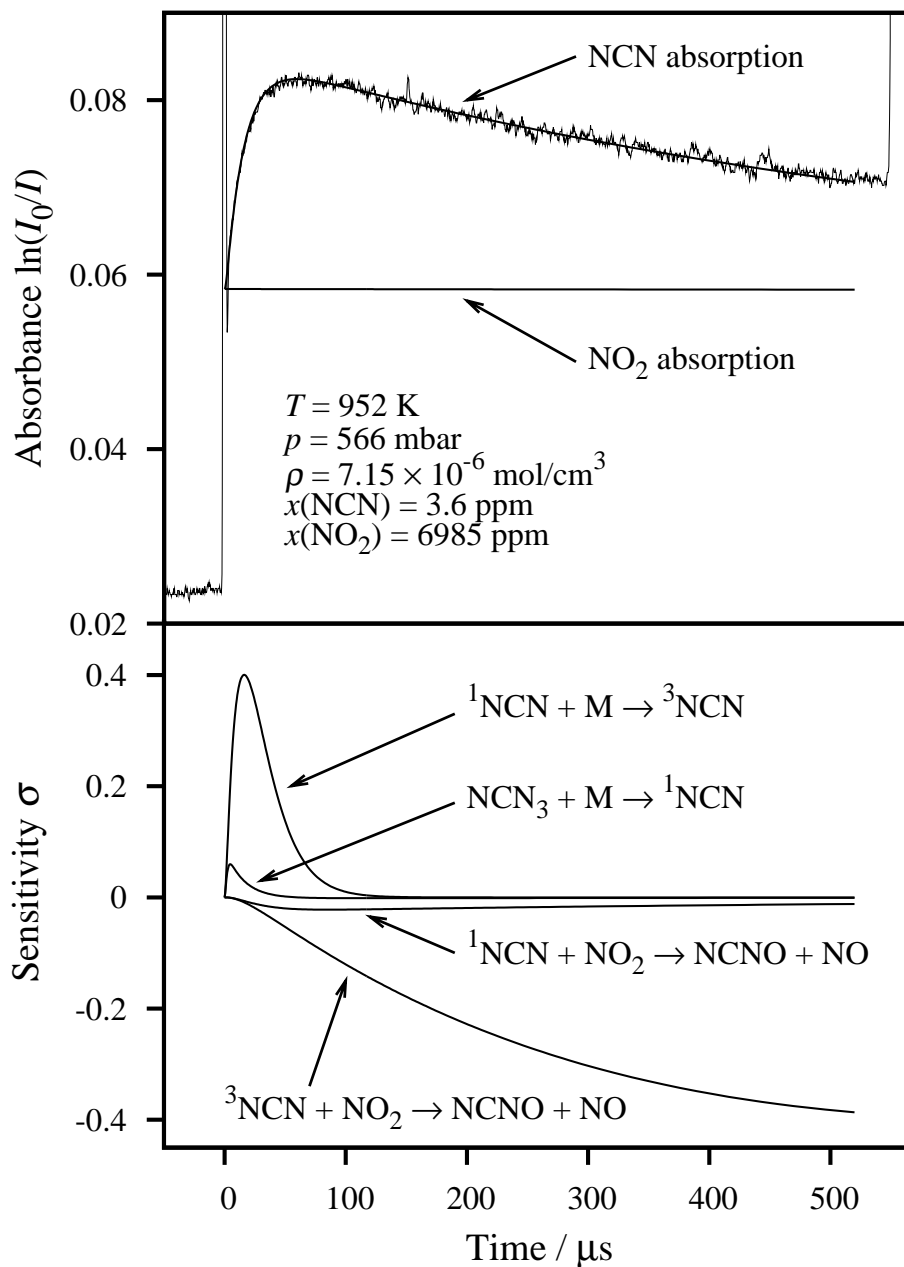 NCN absorption
0.08
0.06
0.04
0.02
Absorbance ln(I₀/I)
NO₂ absorption
T = 952 K
p = 566 mbar
ρ = 7.15 × 10⁻⁶ mol/cm³
x(NCN) = 3.6 ppm
x(NO₂) = 6985 ppm
0.4
0.2
0
-0.2
-0.4
Sensitivity σ
¹NCN + M → ³NCN
NCN₃ + M → ¹NCN
¹NCN + NO₂ → NCNO + NO
³NCN + NO₂ → NCNO + NO
0 100 200 300 400 500
Time / μs